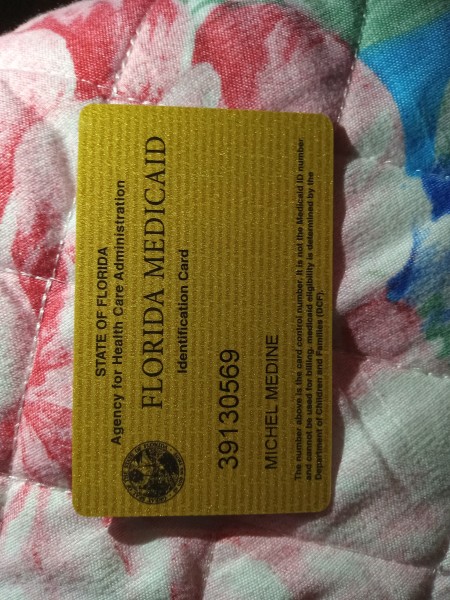 STATE OF FLORIDA
Agency for Health Care Administration
FLORIDA MEDICAID
Identification Card
39130569
MICHEL MEDINE
The number above is the card control number. It is not the Medicaid ID number
and cannot be used for billing. medicaid eligibility is determined by the
Department of Children and Families (DCF).